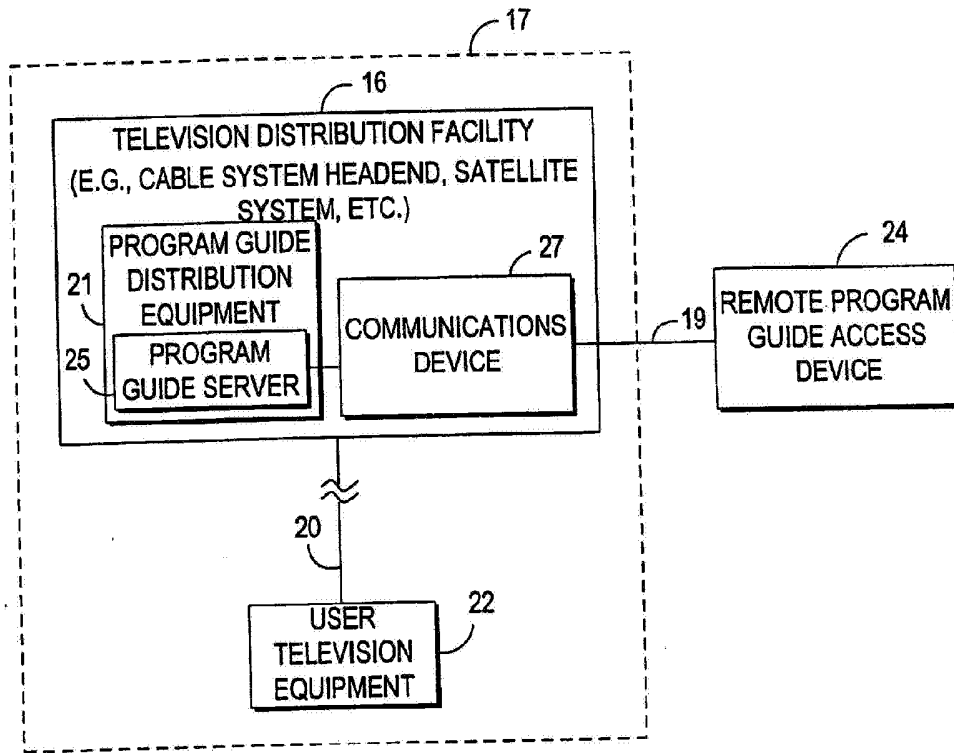 17
16
TELEVISION DISTRIBUTION FACILITY
(E.G., CABLE SYSTEM HEADEND, SATELLITE
SYSTEM, ETC.)
21
PROGRAM GUIDE
DISTRIBUTION
EQUIPMENT
25
PROGRAM
GUIDE SERVER
27
COMMUNICATIONS
DEVICE
19
24
REMOTE PROGRAM
GUIDE ACCESS
DEVICE
20
22
USER
TELEVISION
EQUIPMENT